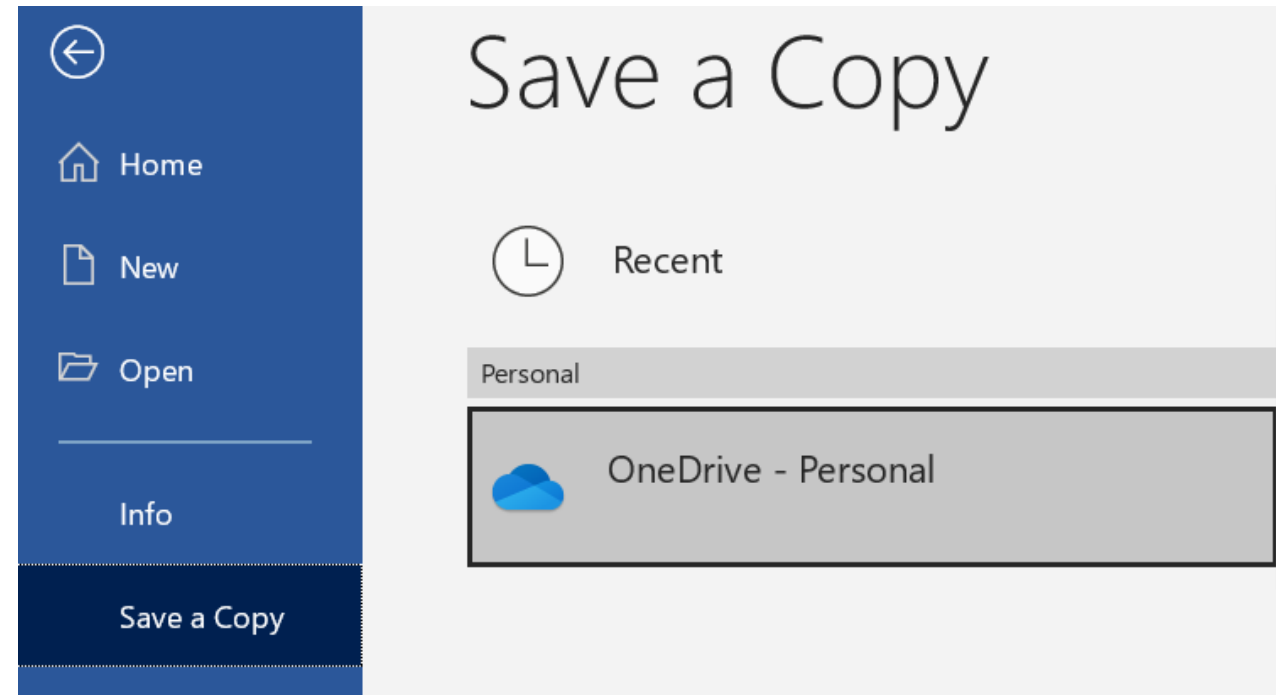 Save a Copy
Home
New
Open
Info
Save a Copy
Recent
Personal
OneDrive - Personal